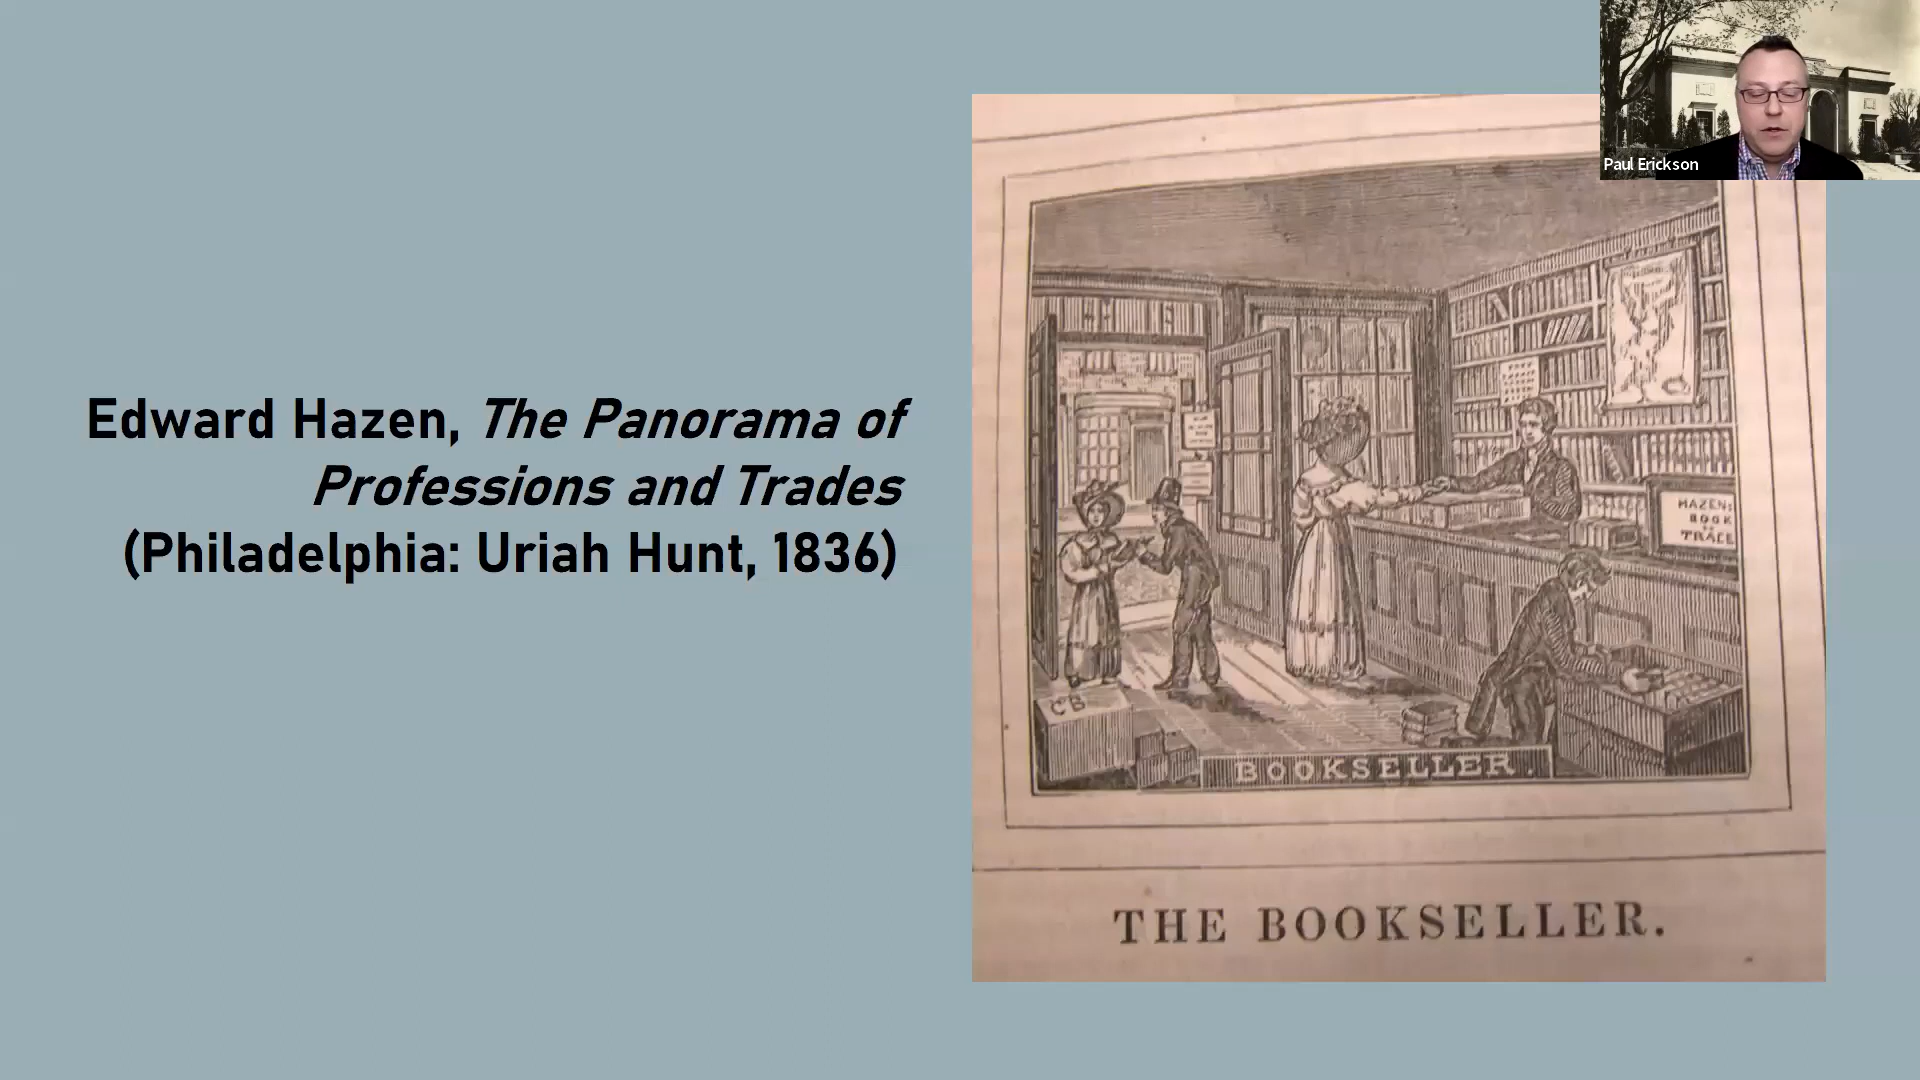 Paul Erickson
Edward Hazen, The Panorama of
Professions and Trades
(Philadelphia: Uriah Hunt, 1836)
HAZEN:
BOOK
OF
TRADE
CB
BOOKSELLER.
THE BOOKSELLER.